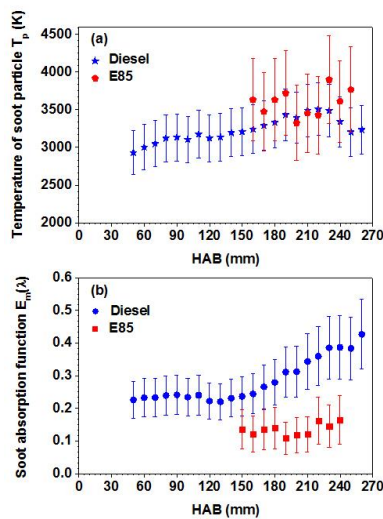 Temperature of soot particle Tp (K)
5000
4500
4000
3500
3000
2500
2000
(a)
Diesel
E85
0 30 60 90 120 150 180 210 240 270
HAB (mm)
Soot absorption function Em(λ)
0.6
0.5
0.4
0.3
0.2
0.1
0.0
(b)
Diesel
E85
0 30 60 90 120 150 180 210 240 270
HAB (mm)